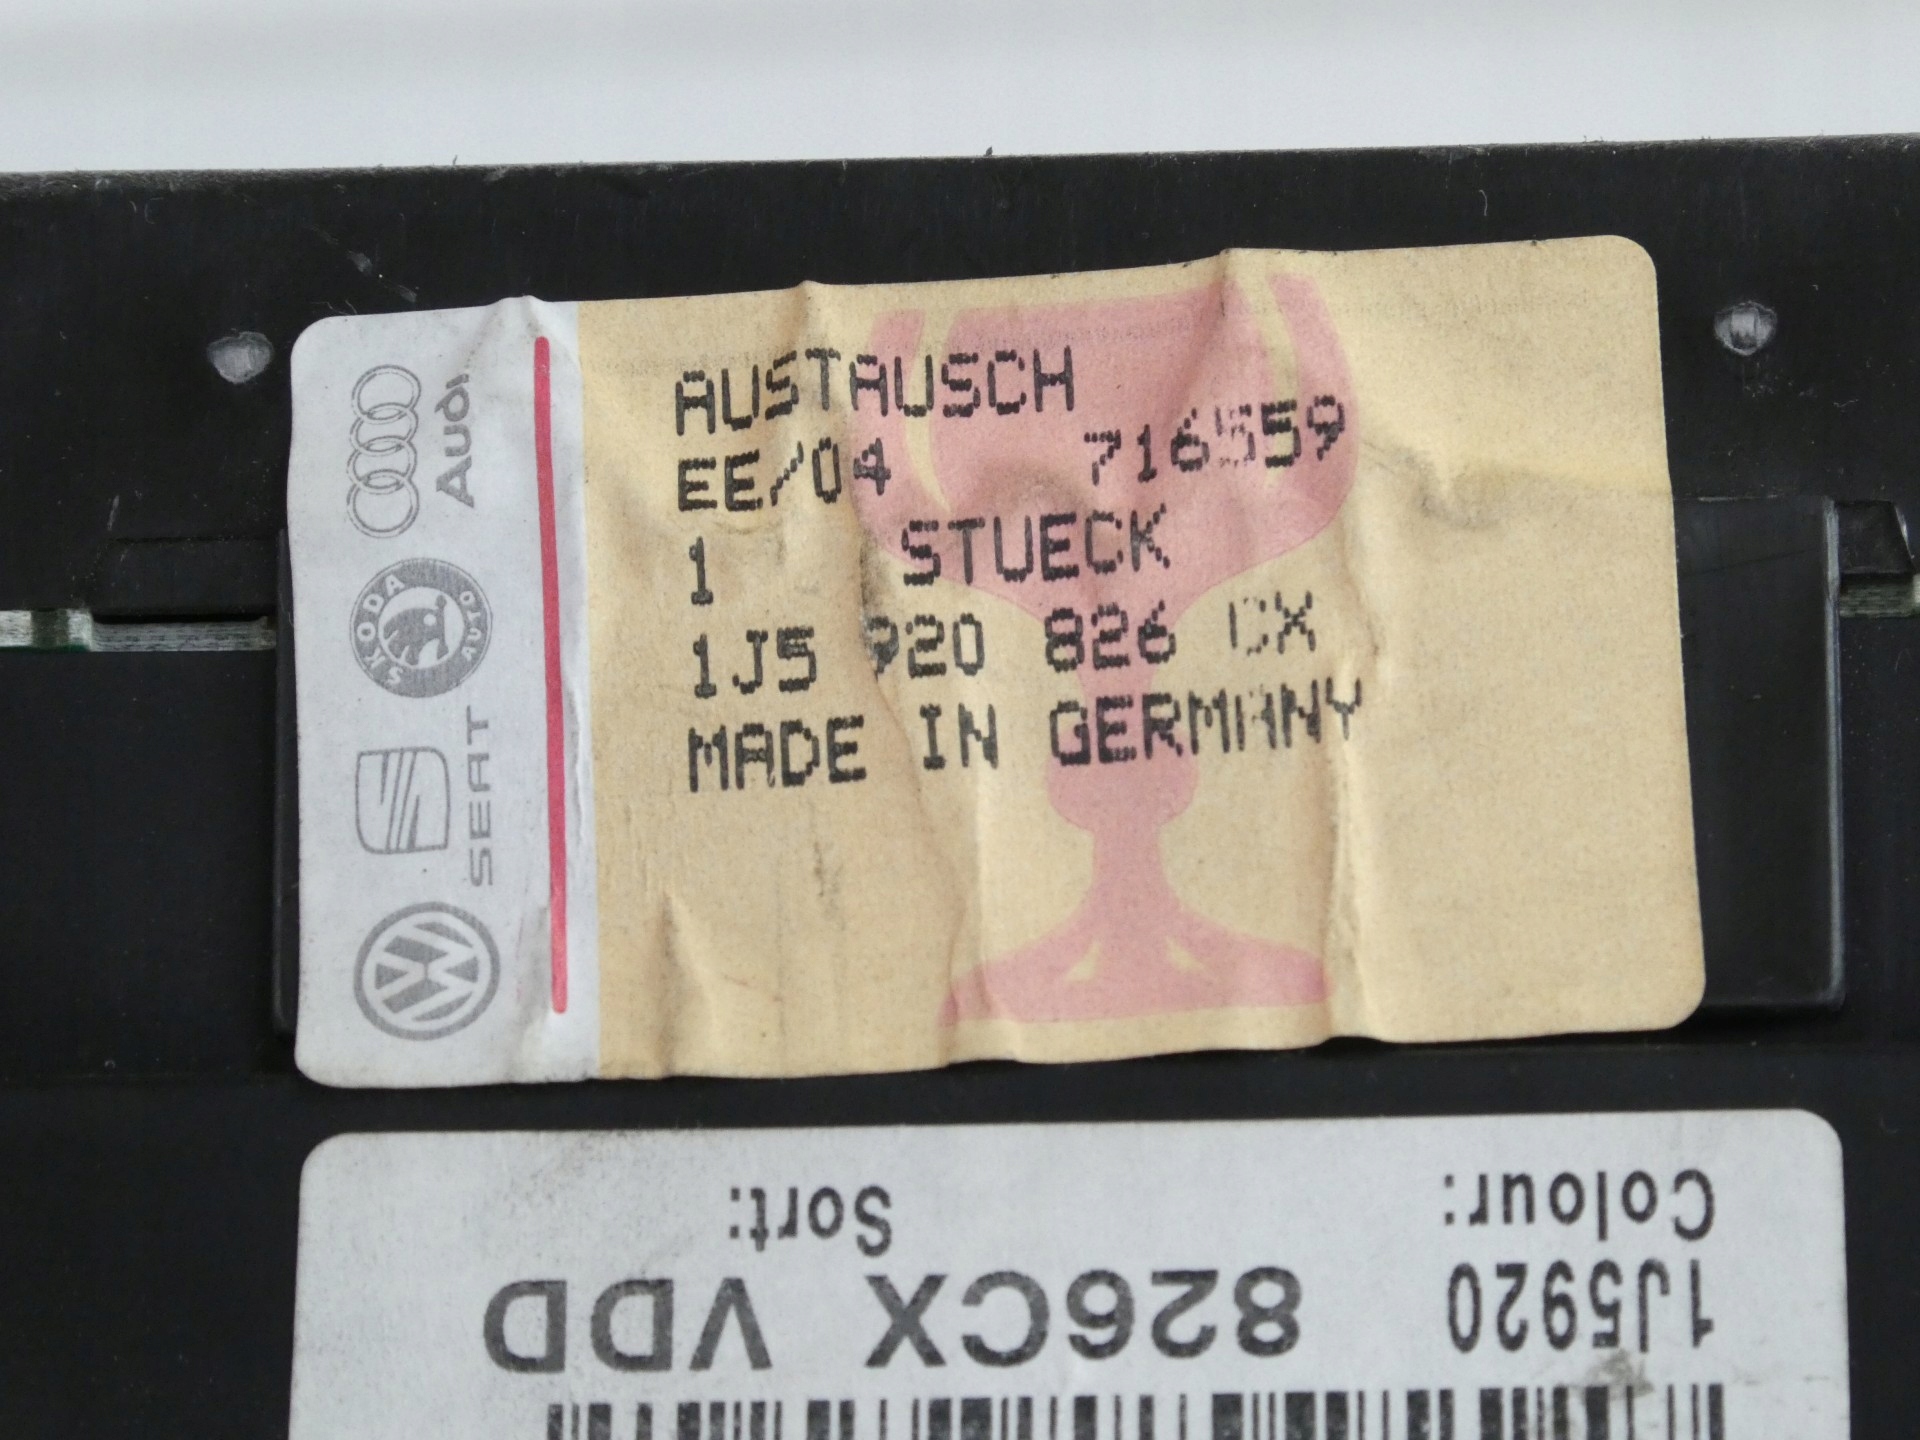 AUSTAUSCH
EE/04 716559
1 STUECK
1J5 920 826 CX
MADE IN GERMANY
Audi
SKODA AUTO
SEAT
Colour: Sort:
1J5920 826CX VDD